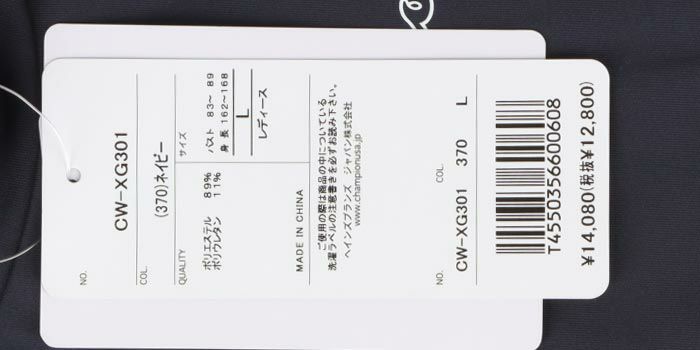 NO.
CW-XG301
COL.
(370)ネイビー
QUALITY
ポリエステル 89%
ポリウレタン 11%
サイズ
バスト 83~ 89
身 長 162~168
L
レディース
MADE IN CHINA
ご使用の際は商品の中についている
洗濯ラベルの注意書きを必ずお読み下さい。
ヘインズブランズ ジャパン株式会社
www.championusa.jp
NO.
COL.
CW-XG301 370 L
T4550356600608
¥14,080(税抜¥12,800)